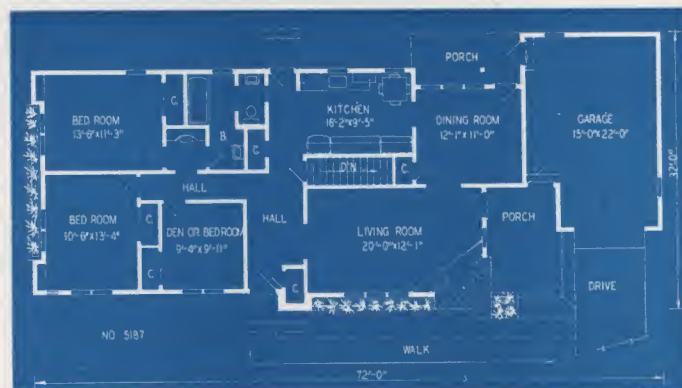 PORCH
BED ROOM
13'-8"x11'-3"
C.
B
C.
KITCHEN
16'-2"x9'-5"
DINING ROOM
12'-1"x11'-0"
GARAGE
15'-0"x22'-0"
32'-0"
DN
C.
HALL
BED ROOM
10'-6"x13'-4"
C.
C.
DEN OR BEDROOM
9'-4"x9'-11"
HALL
C.
LIVING ROOM
20'-0"x12'-1"
PORCH
DRIVE
NO. 5187
WALK
72'-0"